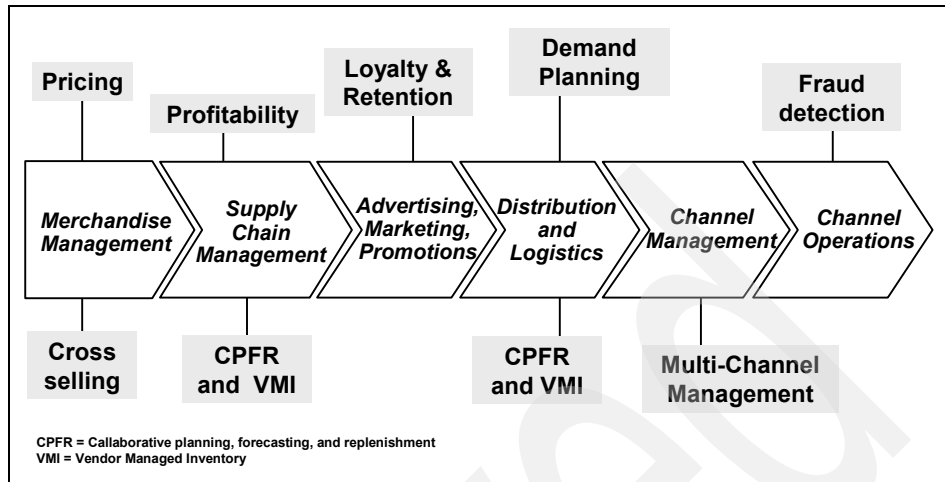 Pricing
Profitability
Loyalty &
Retention
Demand
Planning
Fraud
detection
Merchandise
Management
Supply
Chain
Management
Advertising,
Marketing,
Promotions
Distribution
and
Logistics
Channel
Management
Channel
Operations
Cross
selling
CPFR
and VMI
CPFR
and VMI
Multi-Channel
Management
CPFR = Callaborative planning, forecasting, and replenishment
VMI = Vendor Managed Inventory